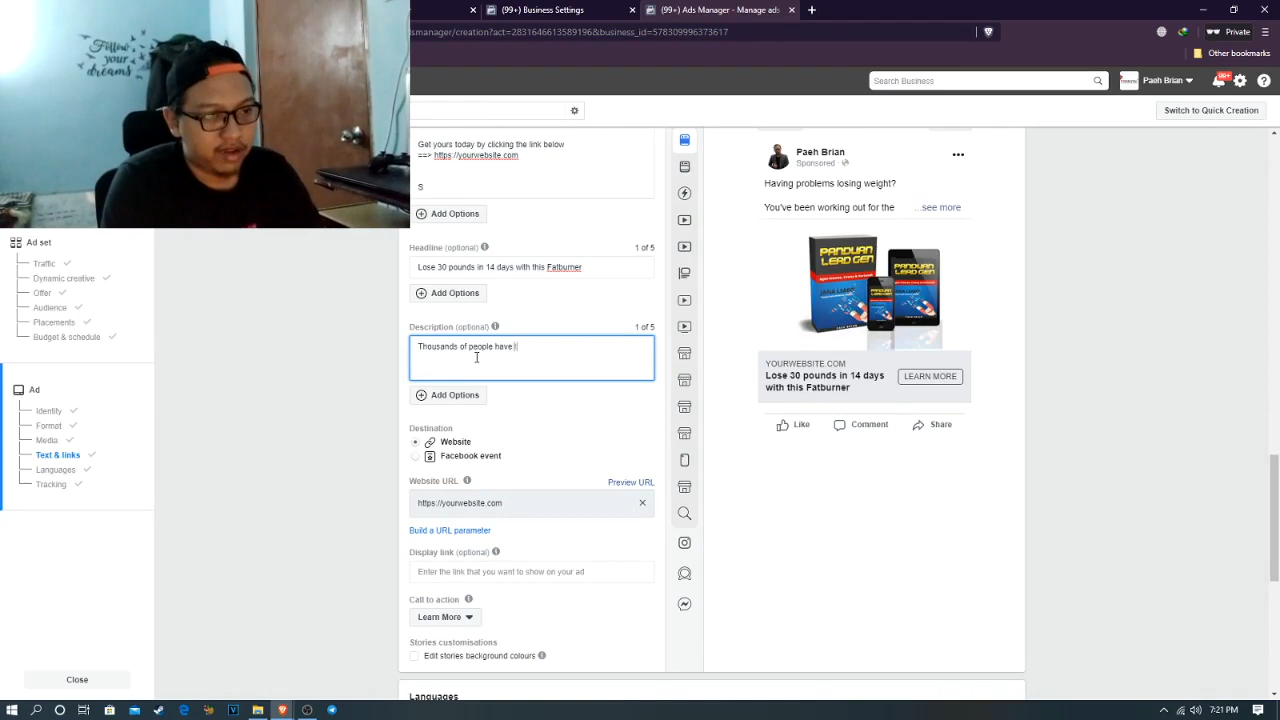 Follow
your
dreams
(99+) Business Settings
(99+) Ads Manager - Manage ads
smanager/creation?act=2831646613589196&business_id=578309996373617
Private
Other Bookmarks
Search Business
Paeh Brian
99+
Switch to Quick Creation
Get yours today by clicking the link below
==> https://yourwebsite.com
S
Add Options
Headline (optional)
1 of 5
Lose 30 pounds in 14 days with this Fatburner
Add Options
Description (optional)
1 of 5
Thousands of people have t
Add Options
Destination
Website
Facebook event
Website URL
Preview URL
https://yourwebsite.com
Build a URL parameter
Display link (optional)
Enter the link that you want to show on your ad
Call to action
Learn More
Stories customisations
Edit stories background colours
Languages
Ad set
Traffic
Dynamic creative
Offer
Audience
Placements
Budget & schedule
Ad
Identity
Format
Media
Text & links
Languages
Tracking
Close
Paeh Brian
Sponsored
Having problems losing weight?
You've been working out for the ...see more
PANDUAN
LEAD GEN
PANDUAN
LEAD GEN
YOURWEBSITE.COM
Lose 30 pounds in 14 days
with this Fatburner
LEARN MORE
Like
Comment
Share
7:21 PM